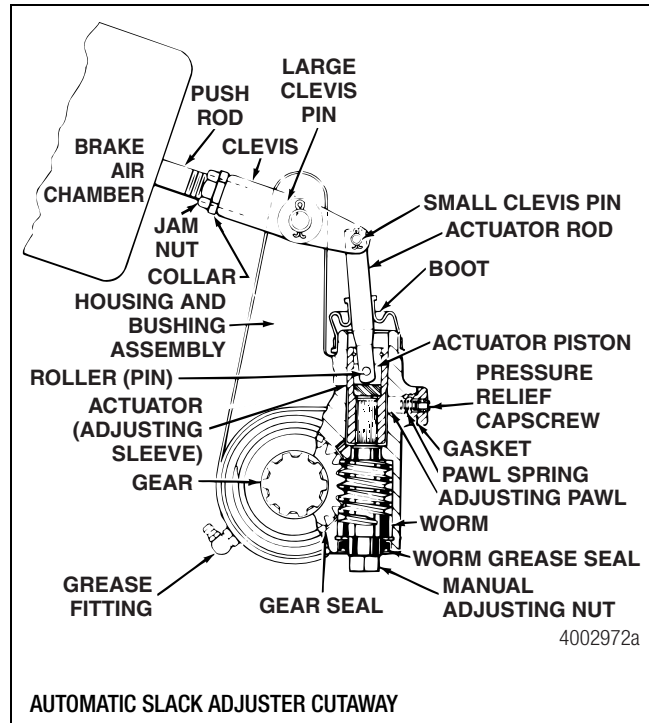 LARGE
CLEVIS
PIN
PUSH
ROD
CLEVIS
BRAKE
AIR
CHAMBER
SMALL CLEVIS PIN
ACTUATOR ROD
JAM
NUT
BOOT
COLLAR
HOUSING AND
BUSHING
ASSEMBLY
ACTUATOR PISTON
ROLLER (PIN)
PRESSURE
RELIEF
CAPSCREW
ACTUATOR
(ADJUSTING
SLEEVE)
GASKET
PAWL SPRING
GEAR
ADJUSTING PAWL
WORM
WORM GREASE SEAL
GREASE
FITTING
GEAR SEAL
MANUAL
ADJUSTING NUT
4002972a
AUTOMATIC SLACK ADJUSTER CUTAWAY